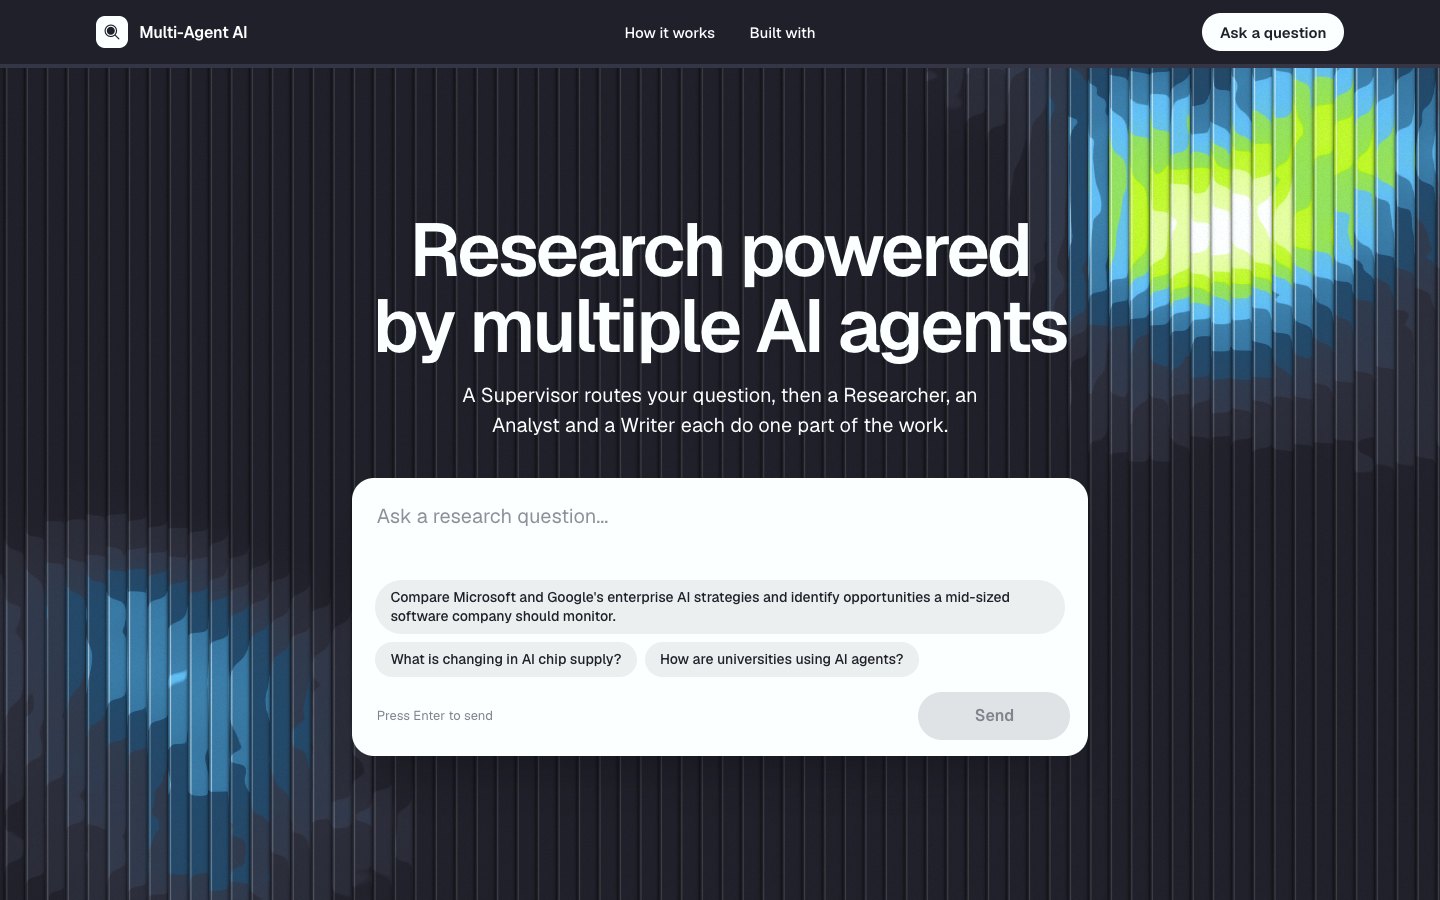 Multi-Agent AI
How it works
Built with
Ask a question
Research powered
by multiple AI agents
A Supervisor routes your question, then a Researcher, an
Analyst and a Writer each do one part of the work.
Ask a research question...
Compare Microsoft and Google's enterprise AI strategies and identify opportunities a mid-sized
software company should monitor.
What is changing in AI chip supply?
How are universities using AI agents?
Press Enter to send
Send